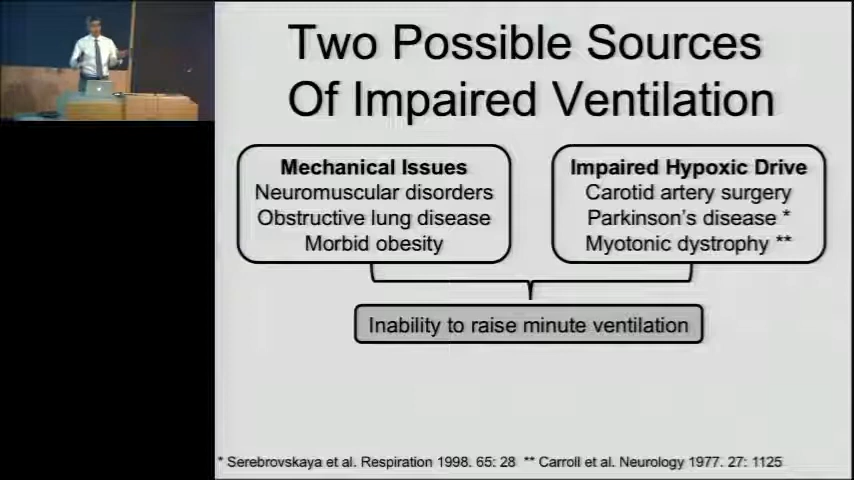 Two Possible Sources
Of Impaired Ventilation
Mechanical Issues
Neuromuscular disorders
Obstructive lung disease
Morbid obesity
Impaired Hypoxic Drive
Carotid artery surgery
Parkinson's disease *
Myotonic dystrophy **
Inability to raise minute ventilation
* Serebrovskaya et al. Respiration 1998. 65: 28 ** Carroll et al. Neurology 1977. 27: 1125